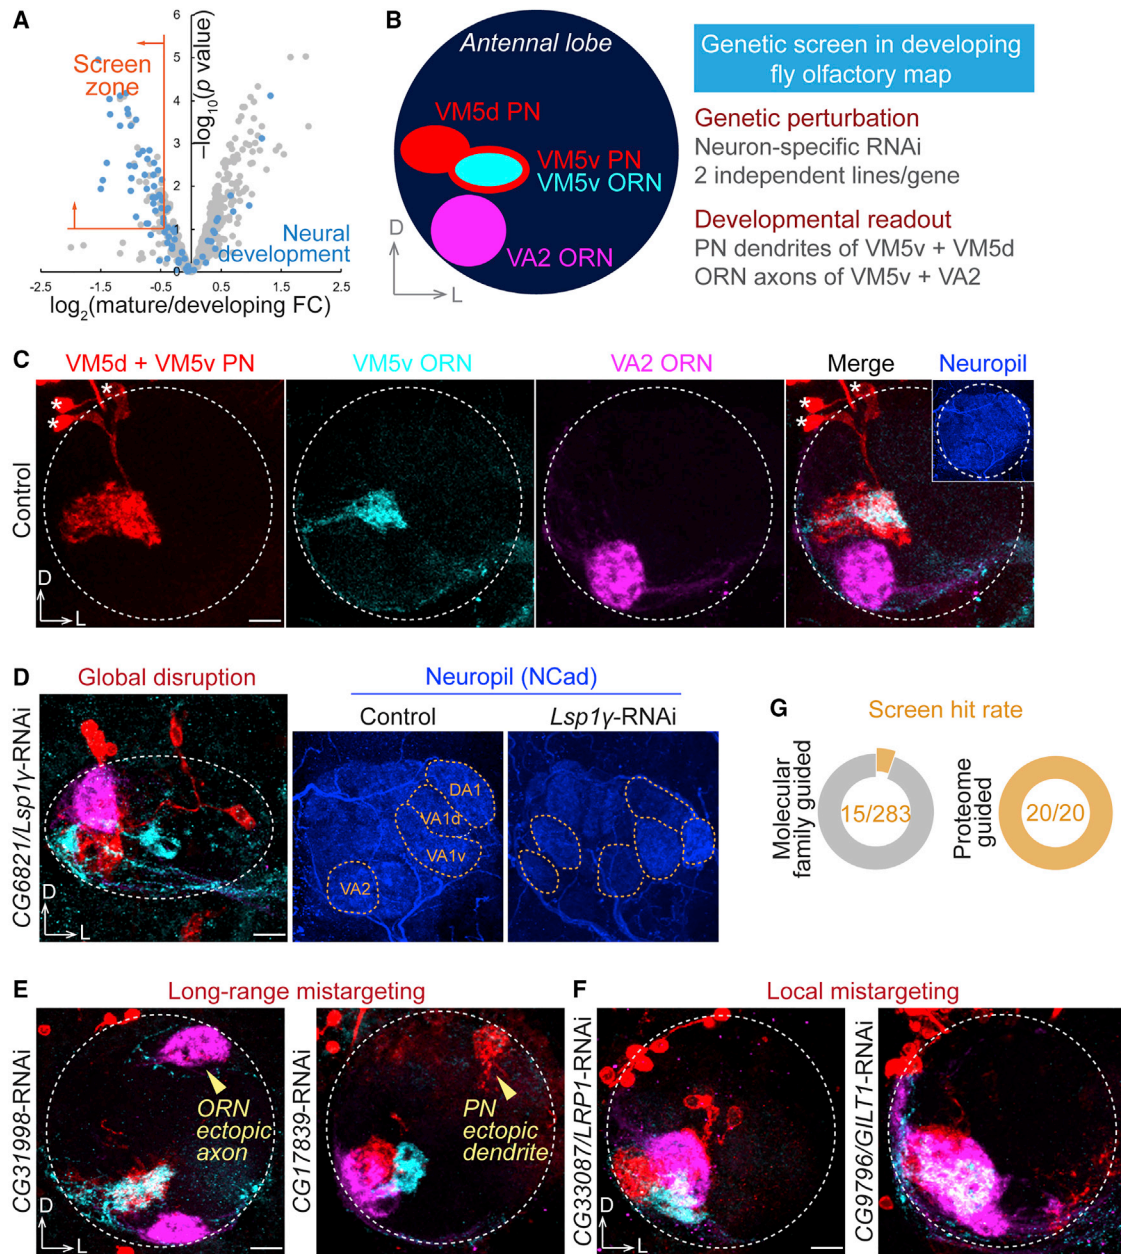 A
6
5
4
3
2
1
0
−log10(p value)
Screen
zone
Neural
development
-2.5
-1.5
-0.5
0.5
1.5
2.5
log2(mature/developing FC)
B
Antennal lobe
VM5d PN
VM5v PN
VM5v ORN
VA2 ORN
D
L
Genetic screen in developing
fly olfactory map
Genetic perturbation
Neuron-specific RNAi
2 independent lines/gene
Developmental readout
PN dendrites of VM5v + VM5d
ORN axons of VM5v + VA2
C
VM5d + VM5v PN
VM5v ORN
VA2 ORN
Merge
Neuropil
Control
* * *
* * *
D
L
D
Global disruption
CG6821/Lsp1γ-RNAi
D
L
Neuropil (NCad)
Control
Lsp1γ-RNAi
DA1
VA1d
VA1v
VA2
G
Screen hit rate
Molecular
family guided
15/283
Proteome
guided
20/20
E
Long-range mistargeting
CG31998-RNAi
ORN
ectopic
axon
D
L
CG17839-RNAi
PN
ectopic
dendrite
F
Local mistargeting
CG33087/LRP1-RNAi
D
L
CG9796/GILT1-RNAi